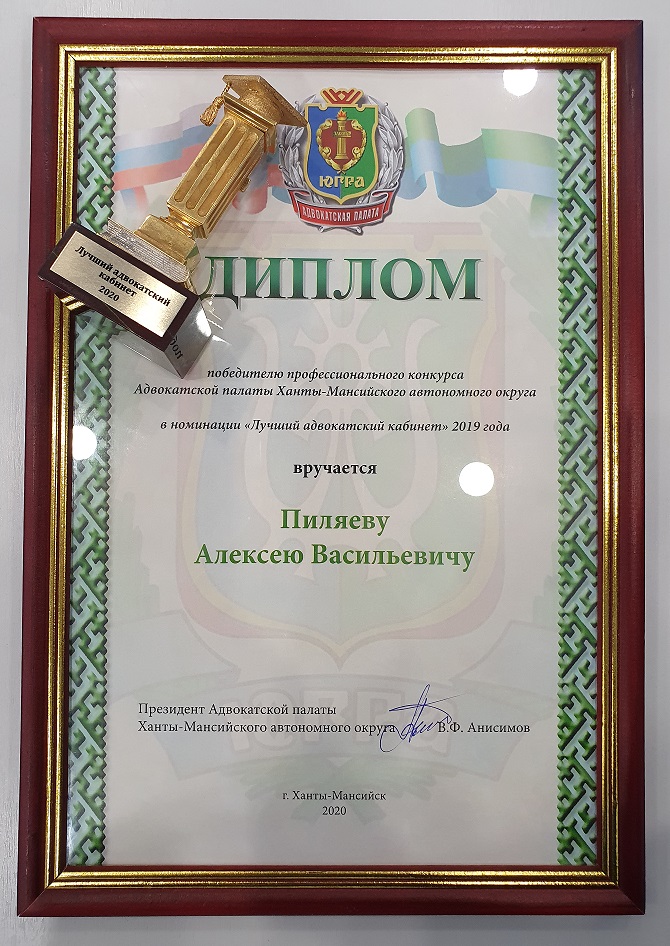 ЮГРА
АДВОКАТСКАЯ ПАЛАТА
Лучший адвокатский
кабинет
2020
ДИПЛОМ
победителю профессионального конкурса
Адвокатской палаты Ханты-Мансийского автономного округа
в номинации «Лучший адвокатский кабинет» 2019 года
вручается
Пиляеву
Алексею Васильевичу
Президент Адвокатской палаты
Ханты-Мансийского автономного округа В.Ф. Анисимов
г. Ханты-Мансийск
2020